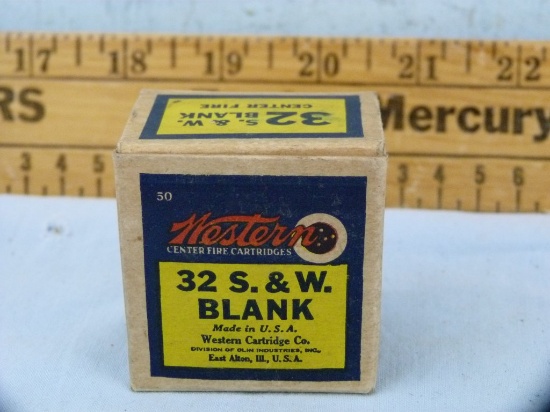 17 18 19 20 21 22
RS
Mercury
3 4 5
3 4 5 6
32 S. & W.
BLANK
CENTER FIRE
50
Western
CENTER FIRE CARTRIDGES
32 S. & W.
BLANK
Made in U.S.A.
Western Cartridge Co.
DIVISION OF OLIN INDUSTRIES, INC.,
East Alton, Ill., U.S.A.